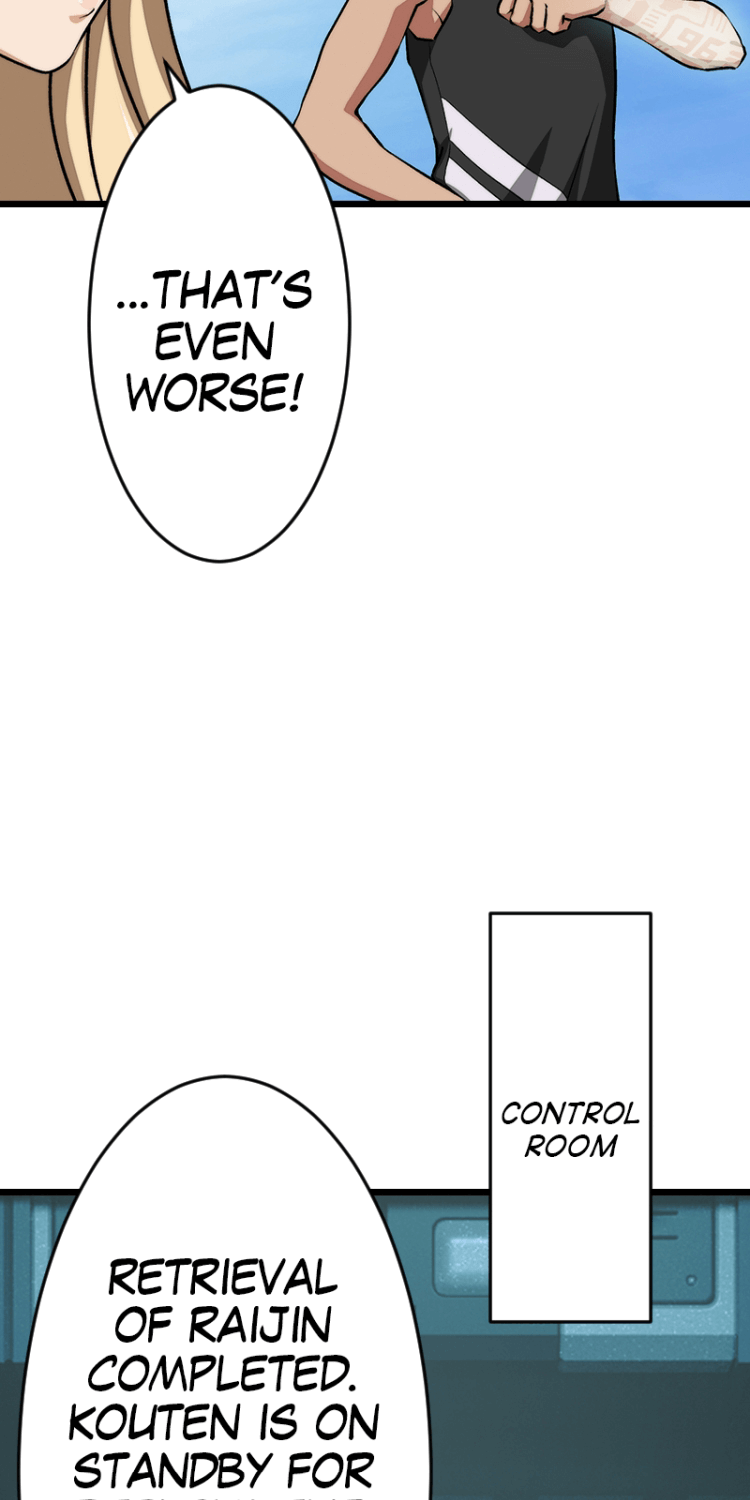 ...THAT'S
EVEN
WORSE!
CONTROL
ROOM
RETRIEVAL
OF RAIJIN
COMPLETED.
KOUTEN IS ON
STANDBY FOR